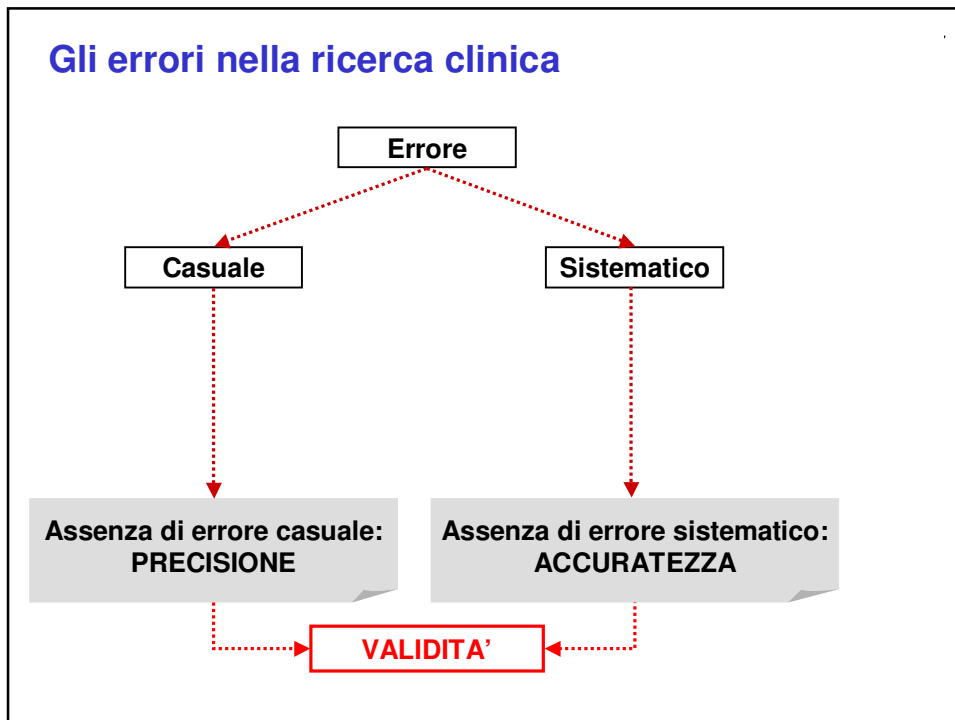 Gli errori nella ricerca clinica
Errore
Casuale
Sistematico
Assenza di errore casuale:
PRECISIONE
Assenza di errore sistematico:
ACCURATEZZA
VALIDITA’